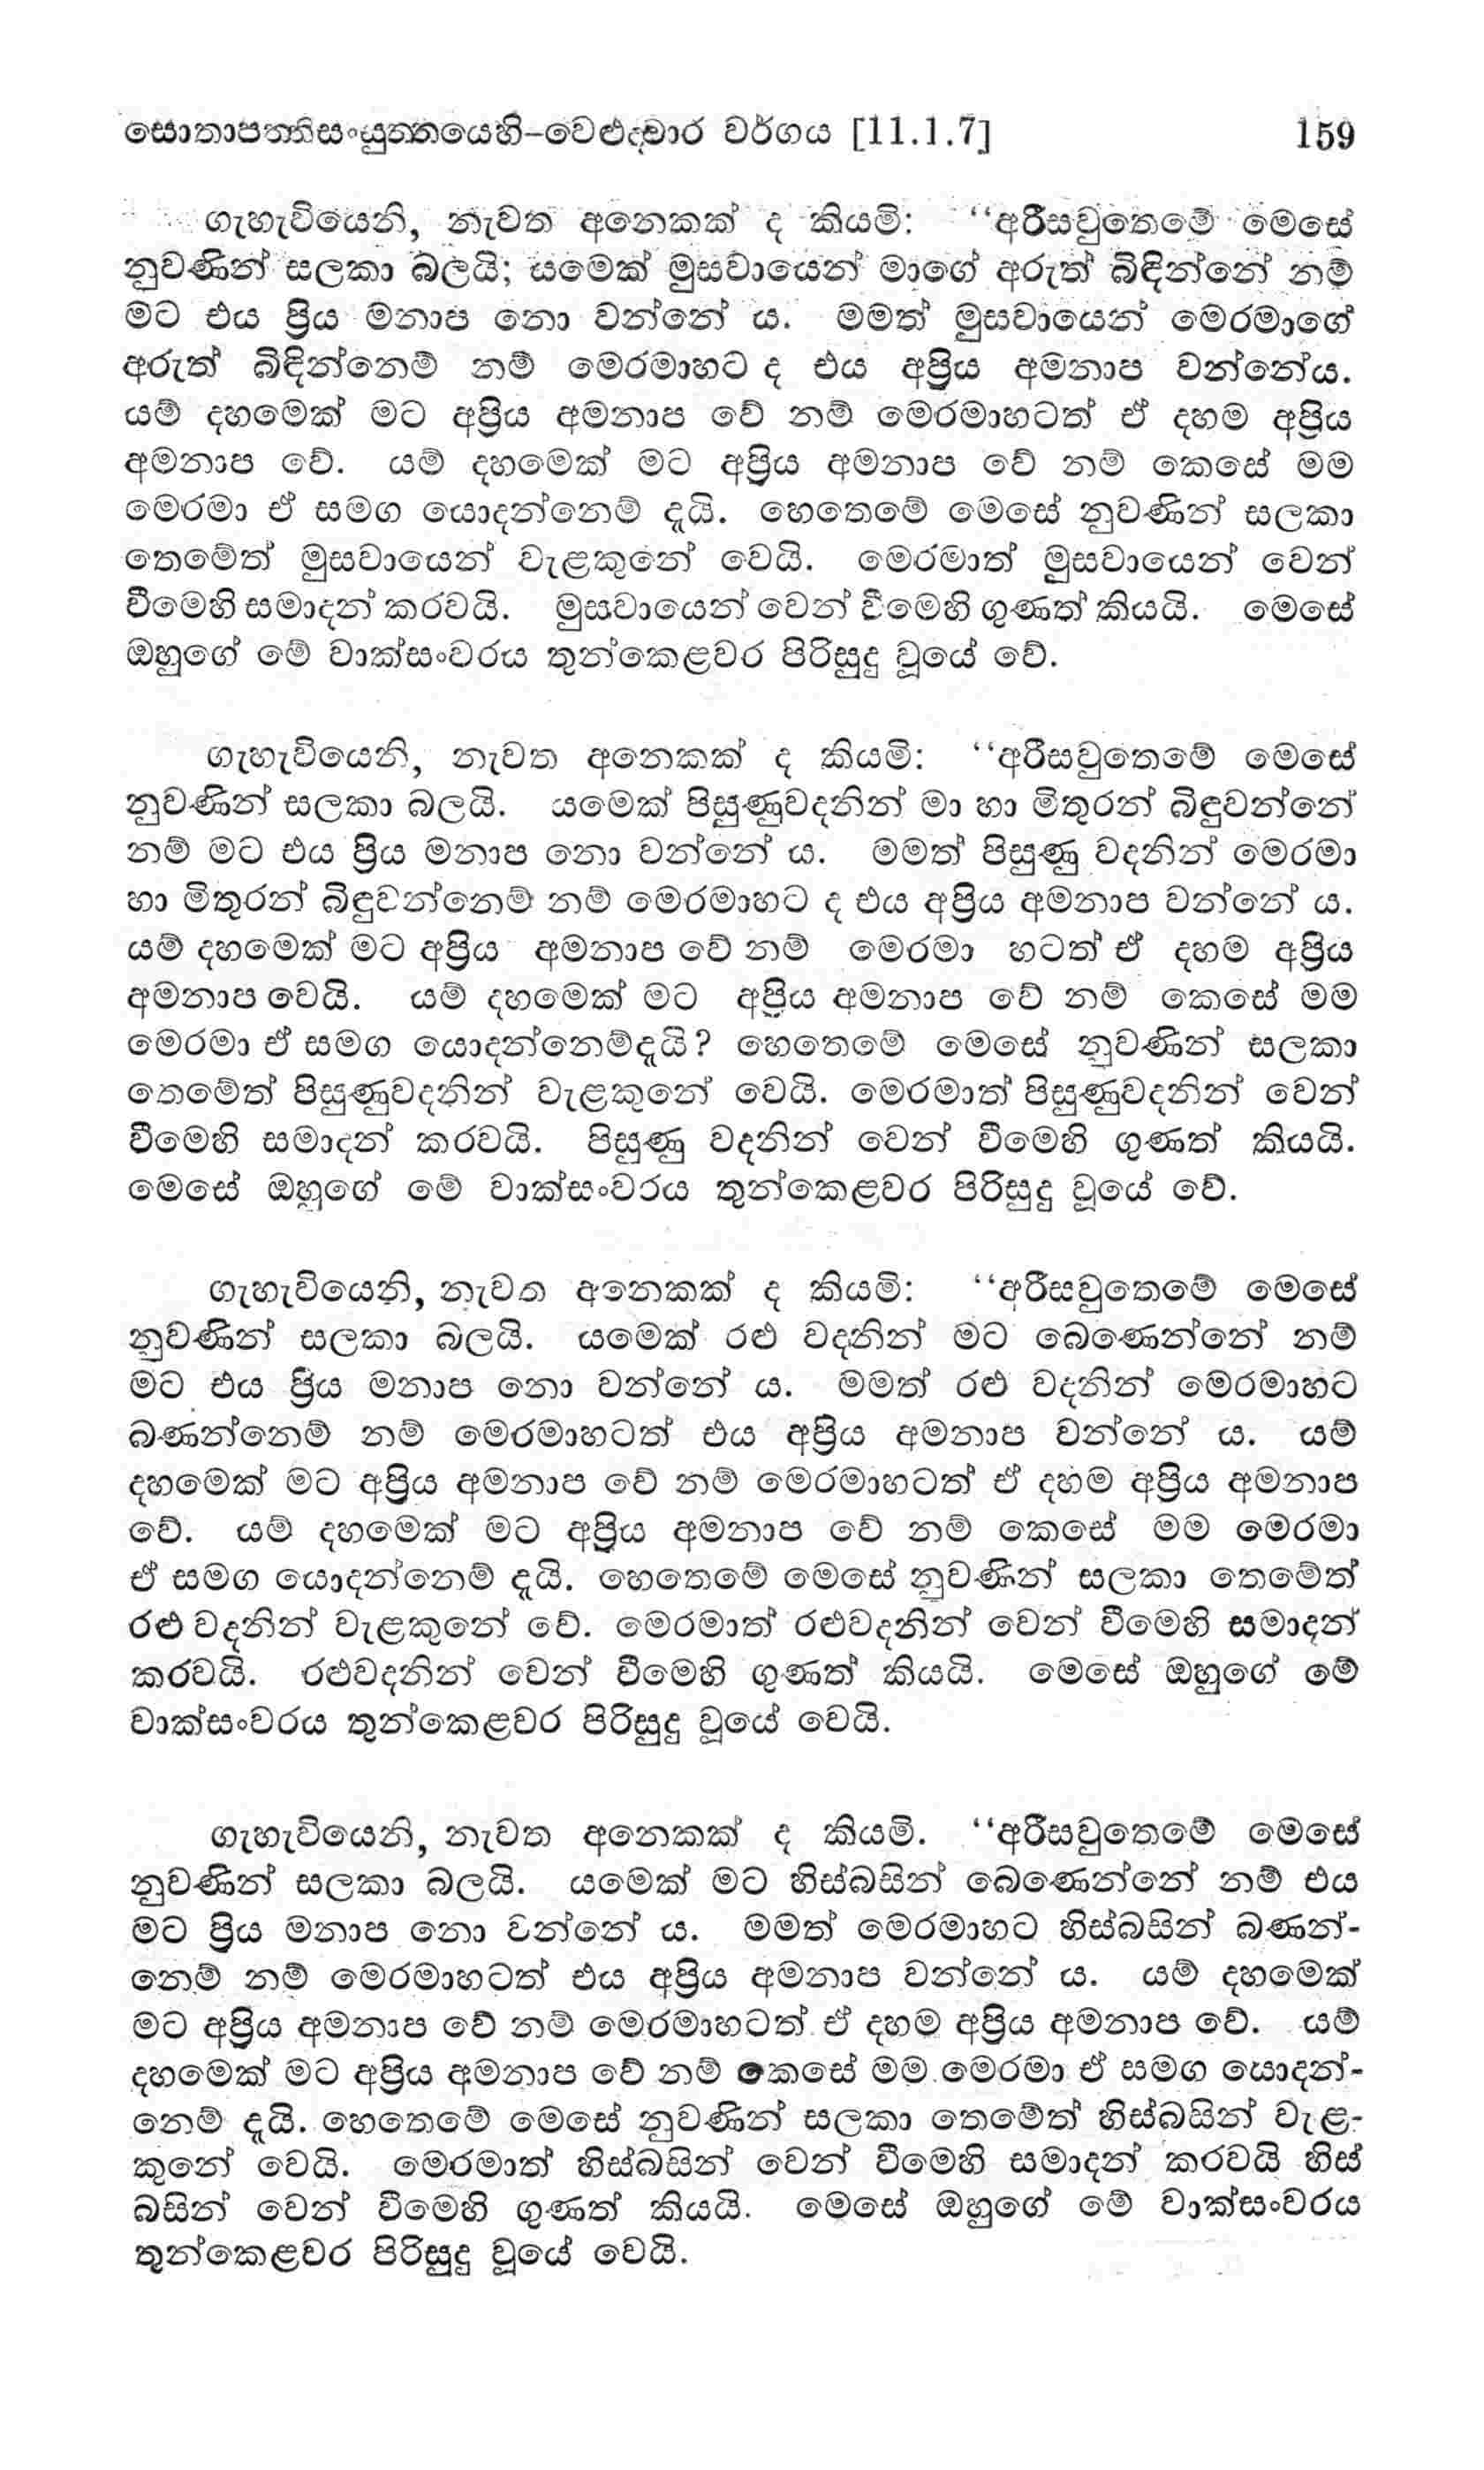 සොතාපත්තිසංයුත්තයෙහි-වෙළුද්වාර වර්ගය [11.1.7] 159
ගැහැවියෙනි, නැවත අනෙකක් ද කියමි: “අරීසවුතෙමේ මෙසේ
නුවණින් සලකා බලයි; යමෙක් මුසවායෙන් මාගේ අරුත් බිඳින්නේ නම්
මට එය ප්‍රිය මනාප නො වන්නේ ය. මමත් මුසවායෙන් මෙරමාගේ
අරුත් බිඳින්නෙම් නම් මෙරමාහට ද එය අප්‍රිය අමනාප වන්නේය.
යම් දහමෙක් මට අප්‍රිය අමනාප වේ නම් මෙරමාහටත් ඒ දහම අප්‍රිය
අමනාප වේ. යම් දහමෙක් මට අප්‍රිය අමනාප වේ නම් කෙසේ මම
මෙරමා ඒ සමග යොදන්නෙම් දැයි. හෙතෙමේ මෙසේ නුවණින් සලකා
තෙමේත් මුසවායෙන් වැළකුනේ වෙයි. මෙරමාත් මුසවායෙන් වෙන්
වීමෙහි සමාදන් කරවයි. මුසවායෙන් වෙන් වීමෙහි ගුණත් කියයි. මෙසේ
ඔහුගේ මේ වාක්සංවරය තුන්කෙළවර පිරිසුදු වූයේ වේ.
ගැහැවියෙනි, නැවත අනෙකක් ද කියමි: “අරීසවුතෙමේ මෙසේ
නුවණින් සලකා බලයි. යමෙක් පිසුණුවදනින් මා හා මිතුරන් බිඳුවන්නේ
නම් මට එය ප්‍රිය මනාප නො වන්නේ ය. මමත් පිසුණු වදනින් මෙරමා
හා මිතුරන් බිඳුවන්නෙම් නම් මෙරමාහට ද එය අප්‍රිය අමනාප වන්නේ ය.
යම් දහමෙක් මට අප්‍රිය අමනාප වේ නම් මෙරමා හටත් ඒ දහම අප්‍රිය
අමනාප වෙයි. යම් දහමෙක් මට අප්‍රිය අමනාප වේ නම් කෙසේ මම
මෙරමා ඒ සමග යොදන්නෙම්දැයි? හෙතෙමේ මෙසේ නුවණින් සලකා
තෙමේත් පිසුණුවදනින් වැළකුනේ වෙයි. මෙරමාත් පිසුණුවදනින් වෙන්
වීමෙහි සමාදන් කරවයි. පිසුණු වදනින් වෙන් වීමෙහි ගුණත් කියයි.
මෙසේ ඔහුගේ මේ වාක්සංවරය තුන්කෙළවර පිරිසුදු වූයේ වේ.
ගැහැවියෙනි, නැවත අනෙකක් ද කියමි: “අරීසවුතෙමේ මෙසේ
නුවණින් සලකා බලයි. යමෙක් රළු වදනින් මට බෙණෙන්නේ නම්
මට එය ප්‍රිය මනාප නො වන්නේ ය. මමත් රළු වදනින් මෙරමාහට
බණන්නෙම් නම් මෙරමාහටත් එය අප්‍රිය අමනාප වන්නේ ය. යම්
දහමෙක් මට අප්‍රිය අමනාප වේ නම් මෙරමාහටත් ඒ දහම අප්‍රිය අමනාප
වේ. යම් දහමෙක් මට අප්‍රිය අමනාප වේ නම් කෙසේ මම මෙරමා
ඒ සමග යොදන්නෙම් දැයි. හෙතෙමේ මෙසේ නුවණින් සලකා තෙමේත්
රළු වදනින් වැළකුනේ වේ. මෙරමාත් රළුවදනින් වෙන් වීමෙහි සමාදන්
කරවයි. රළුවදනින් වෙන් වීමෙහි ගුණත් කියයි. මෙසේ ඔහුගේ මේ
වාක්සංවරය තුන්කෙළවර පිරිසුදු වූයේ වෙයි.
ගැහැවියෙනි, නැවත අනෙකක් ද කියමි. “අරීසවුතෙමේ මෙසේ
නුවණින් සලකා බලයි. යමෙක් මට හිස්බසින් බෙණෙන්නේ නම් එය
මට ප්‍රිය මනාප නො වන්නේ ය. මමත් මෙරමාහට හිස්බසින් බණන්-
නෙම් නම් මෙරමාහටත් එය අප්‍රිය අමනාප වන්නේ ය. යම් දහමෙක්
මට අප්‍රිය අමනාප වේ නම් මෙරමාහටත් ඒ දහම අප්‍රිය අමනාප වේ. යම්
දහමෙක් මට අප්‍රිය අමනාප වේ නම් කෙසේ මම මෙරමා ඒ සමග යොදන්-
නෙම් දැයි. හෙතෙමේ මෙසේ නුවණින් සලකා තෙමේත් හිස්බසින් වැළ-
කුනේ වෙයි. මෙරමාත් හිස්බසින් වෙන් වීමෙහි සමාදන් කරවයි හිස්
බසින් වෙන් වීමෙහි ගුණත් කියයි. මෙසේ ඔහුගේ මේ වාක්සංවරය
තුන්කෙළවර පිරිසුදු වූයේ වෙයි.